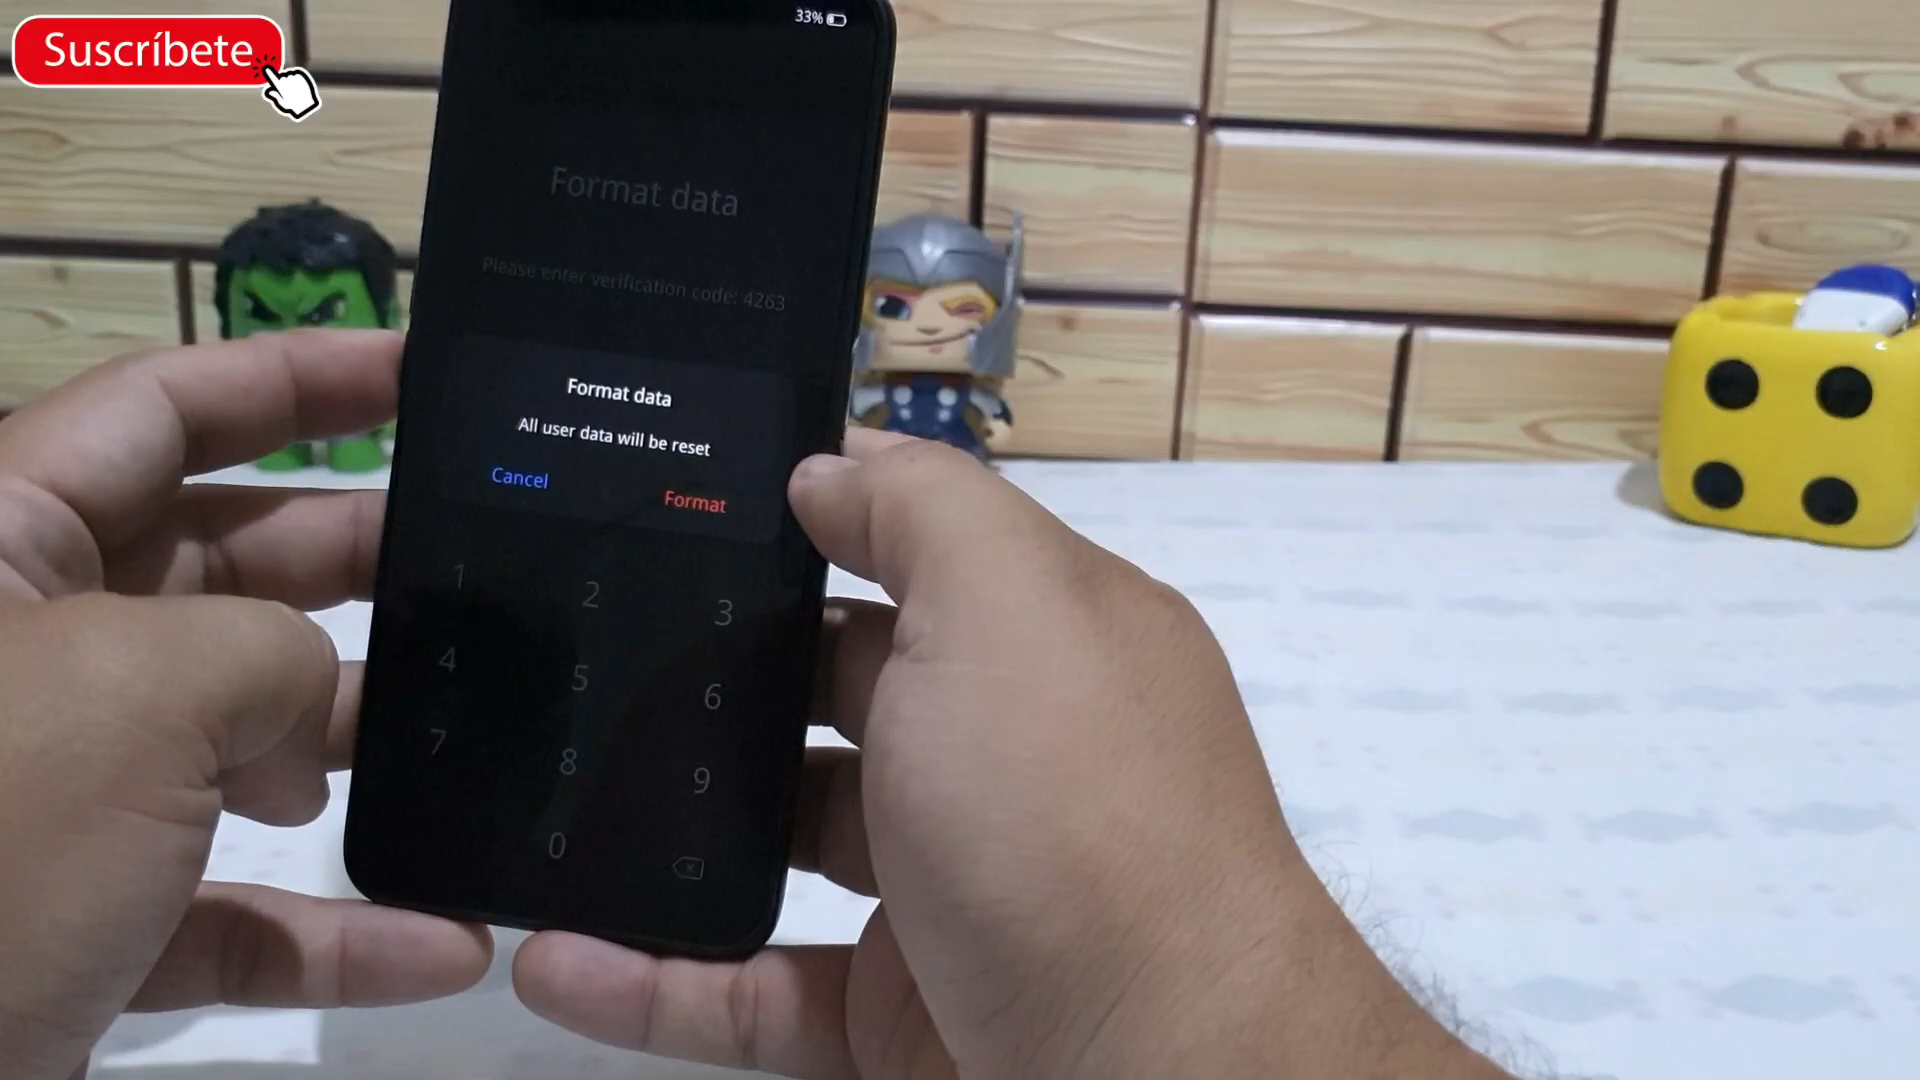 Suscríbete
33%
Format data
Please enter verification code: 4263
Format data
All user data will be reset
Cancel
Format
1 2 3
4 5 6
7 8 9
0